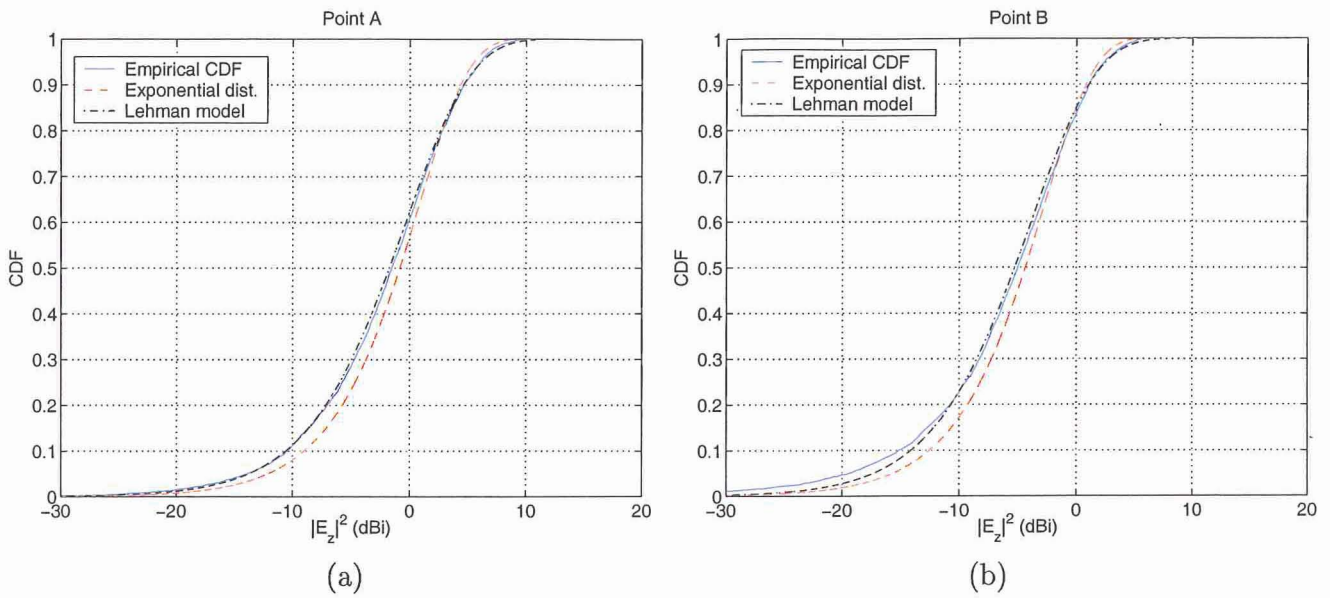 Point A
1
0.9
0.8
0.7
0.6
0.5
0.4
0.3
0.2
0.1
0
CDF
Empirical CDF
Exponential dist.
Lehman model
−30
−20
−10
0
10
20
|E_z|² (dBi)
(a)
Point B
1
0.9
0.8
0.7
0.6
0.5
0.4
0.3
0.2
0.1
0
CDF
Empirical CDF
Exponential dist.
Lehman model
−30
−20
−10
0
10
20
|E_z|² (dBi)
(b)